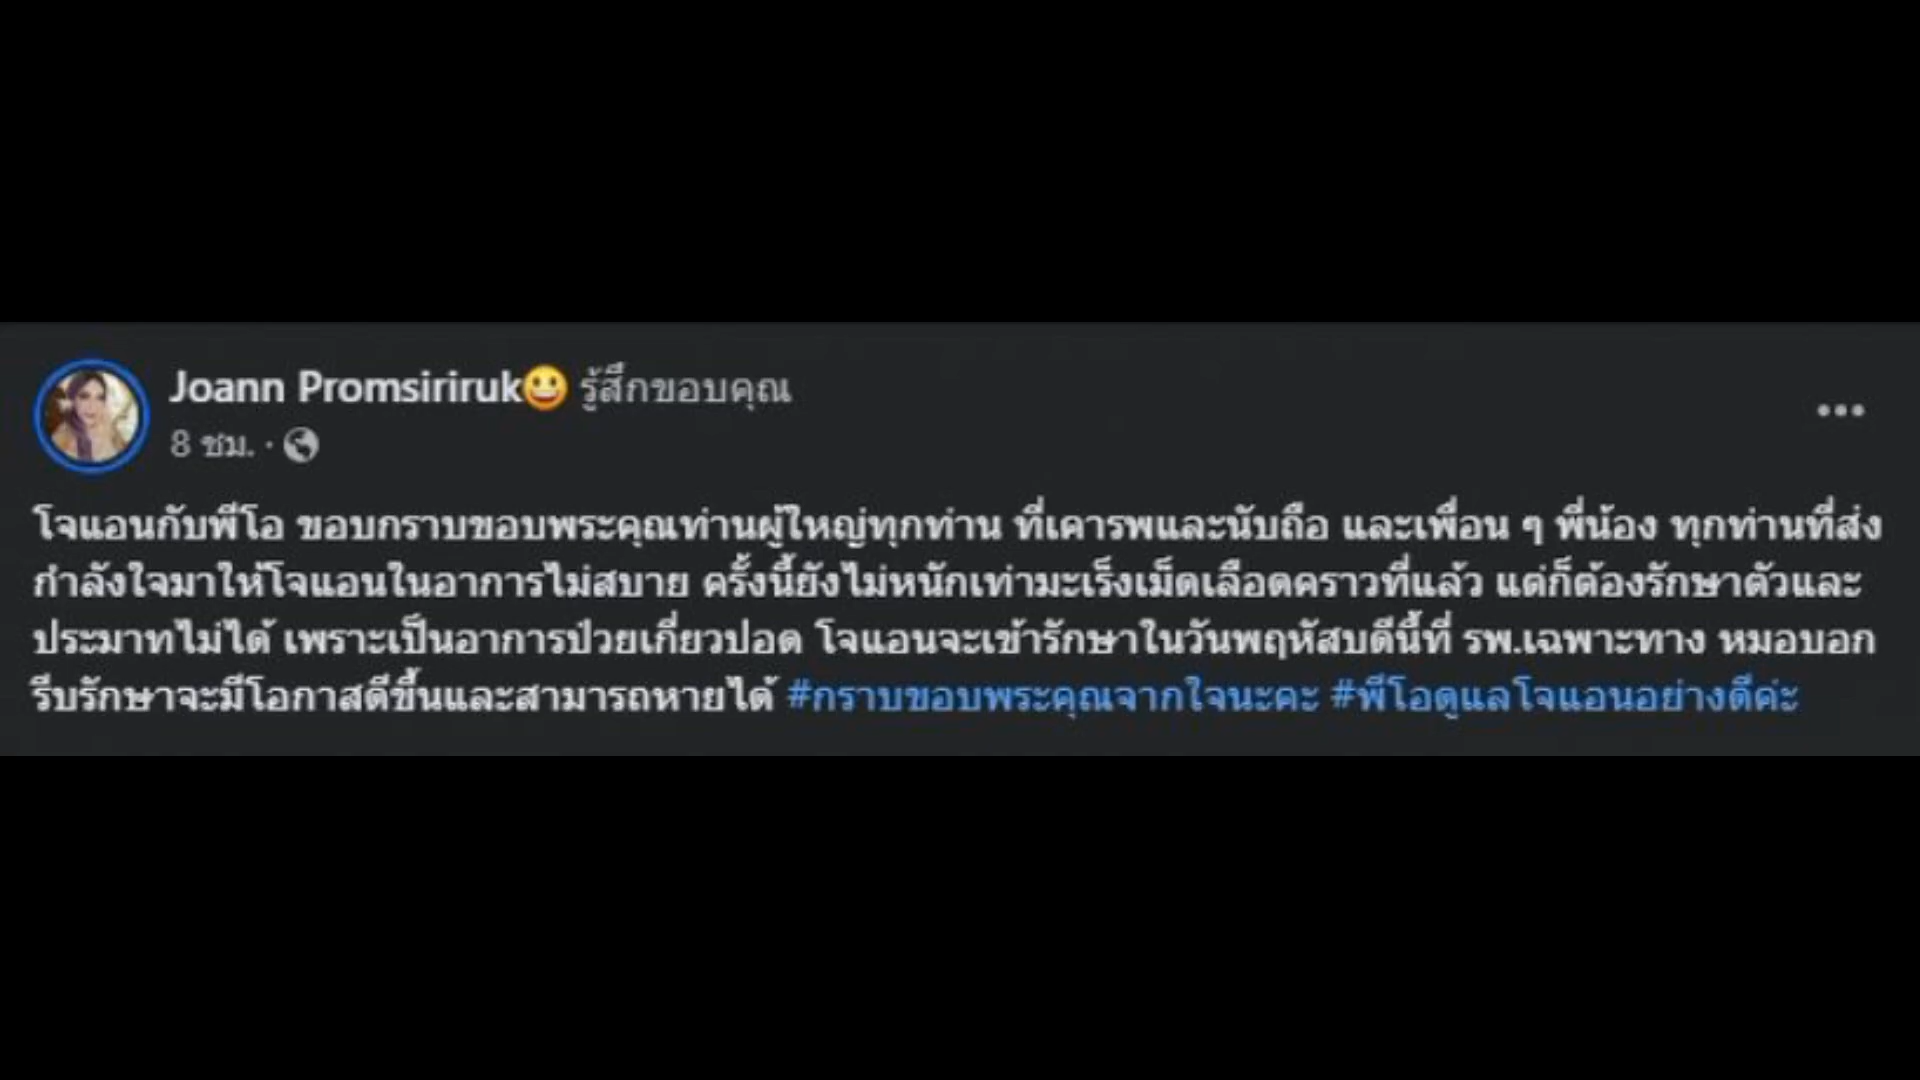 Joann Promsiriruk😀 รู้สึกขอบคุณ
8 ชม. ·
โจแอนกับพีโอ ขอบกราบขอบพระคุณท่านผู้ใหญ่ทุกท่าน ที่เคารพและนับถือ และเพื่อน ๆ พี่น้อง ทุกท่านที่ส่ง
กำลังใจมาให้โจแอนในอาการไม่สบาย ครั้งนี้ยังไม่หนักเท่ามะเร็งเม็ดเลือดคราวที่แล้ว แต่ก็ต้องรักษาตัวและ
ประมาทไม่ได้ เพราะเป็นอาการป่วยเกี่ยวปอด โจแอนจะเข้ารักษาในวันพฤหัสบดีนี้ที่ รพ.เฉพาะทาง หมอบอก
รีบรักษาจะมีโอกาสดีขึ้นและสามารถหายได้ #กราบขอบพระคุณจากใจนะคะ #พีโอดูแลโจแอนอย่างดีค่ะ